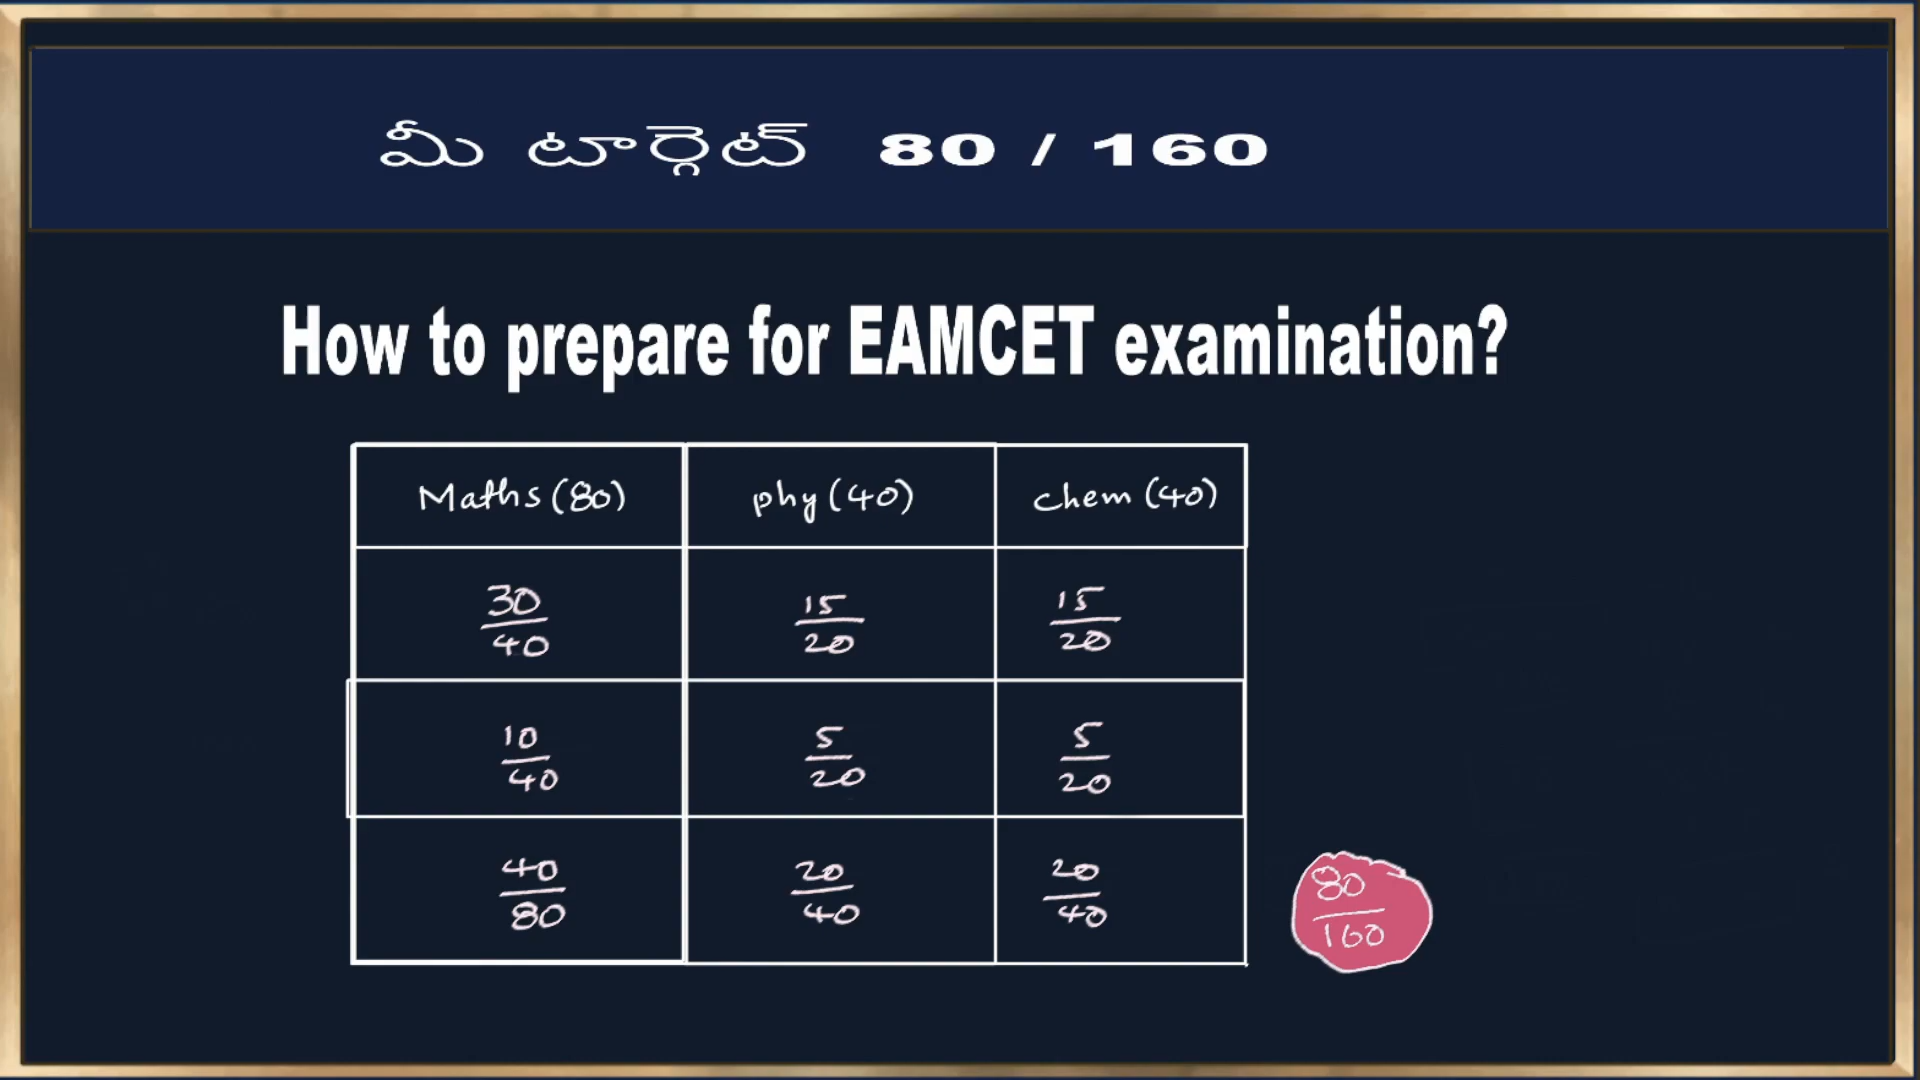 మీ టార్గెట్ 80 / 160
How to prepare for EAMCET examination?
Maths (80) phy (40) chem (40)
30/40 15/20 15/20
10/40 5/20 5/20
40/80 20/40 20/40 80/160